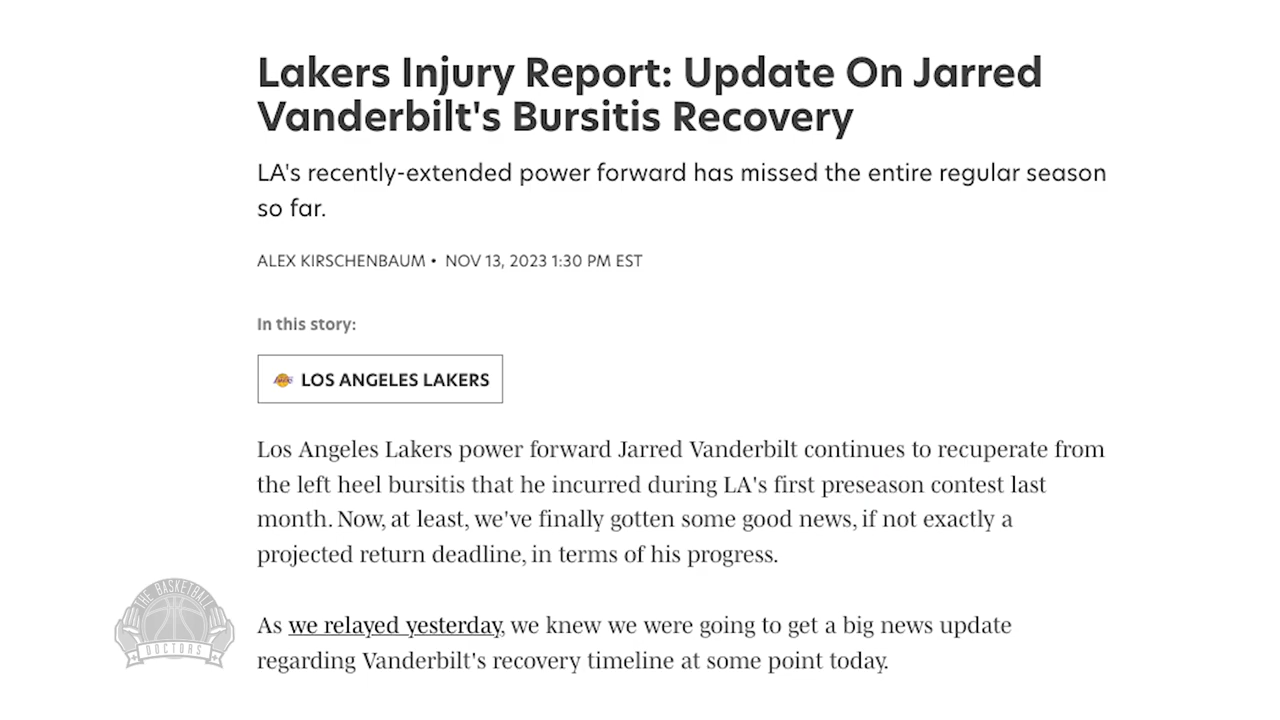 Lakers Injury Report: Update On Jarred
Vanderbilt's Bursitis Recovery
LA's recently-extended power forward has missed the entire regular season
so far.
ALEX KIRSCHENBAUM • NOV 13, 2023 1:30 PM EST
In this story:
LOS ANGELES LAKERS
Los Angeles Lakers power forward Jarred Vanderbilt continues to recuperate from
the left heel bursitis that he incurred during LA's first preseason contest last
month. Now, at least, we've finally gotten some good news, if not exactly a
projected return deadline, in terms of his progress.
As we relayed yesterday, we knew we were going to get a big news update
regarding Vanderbilt's recovery timeline at some point today.
THE BASKETBALL
DOCTORS